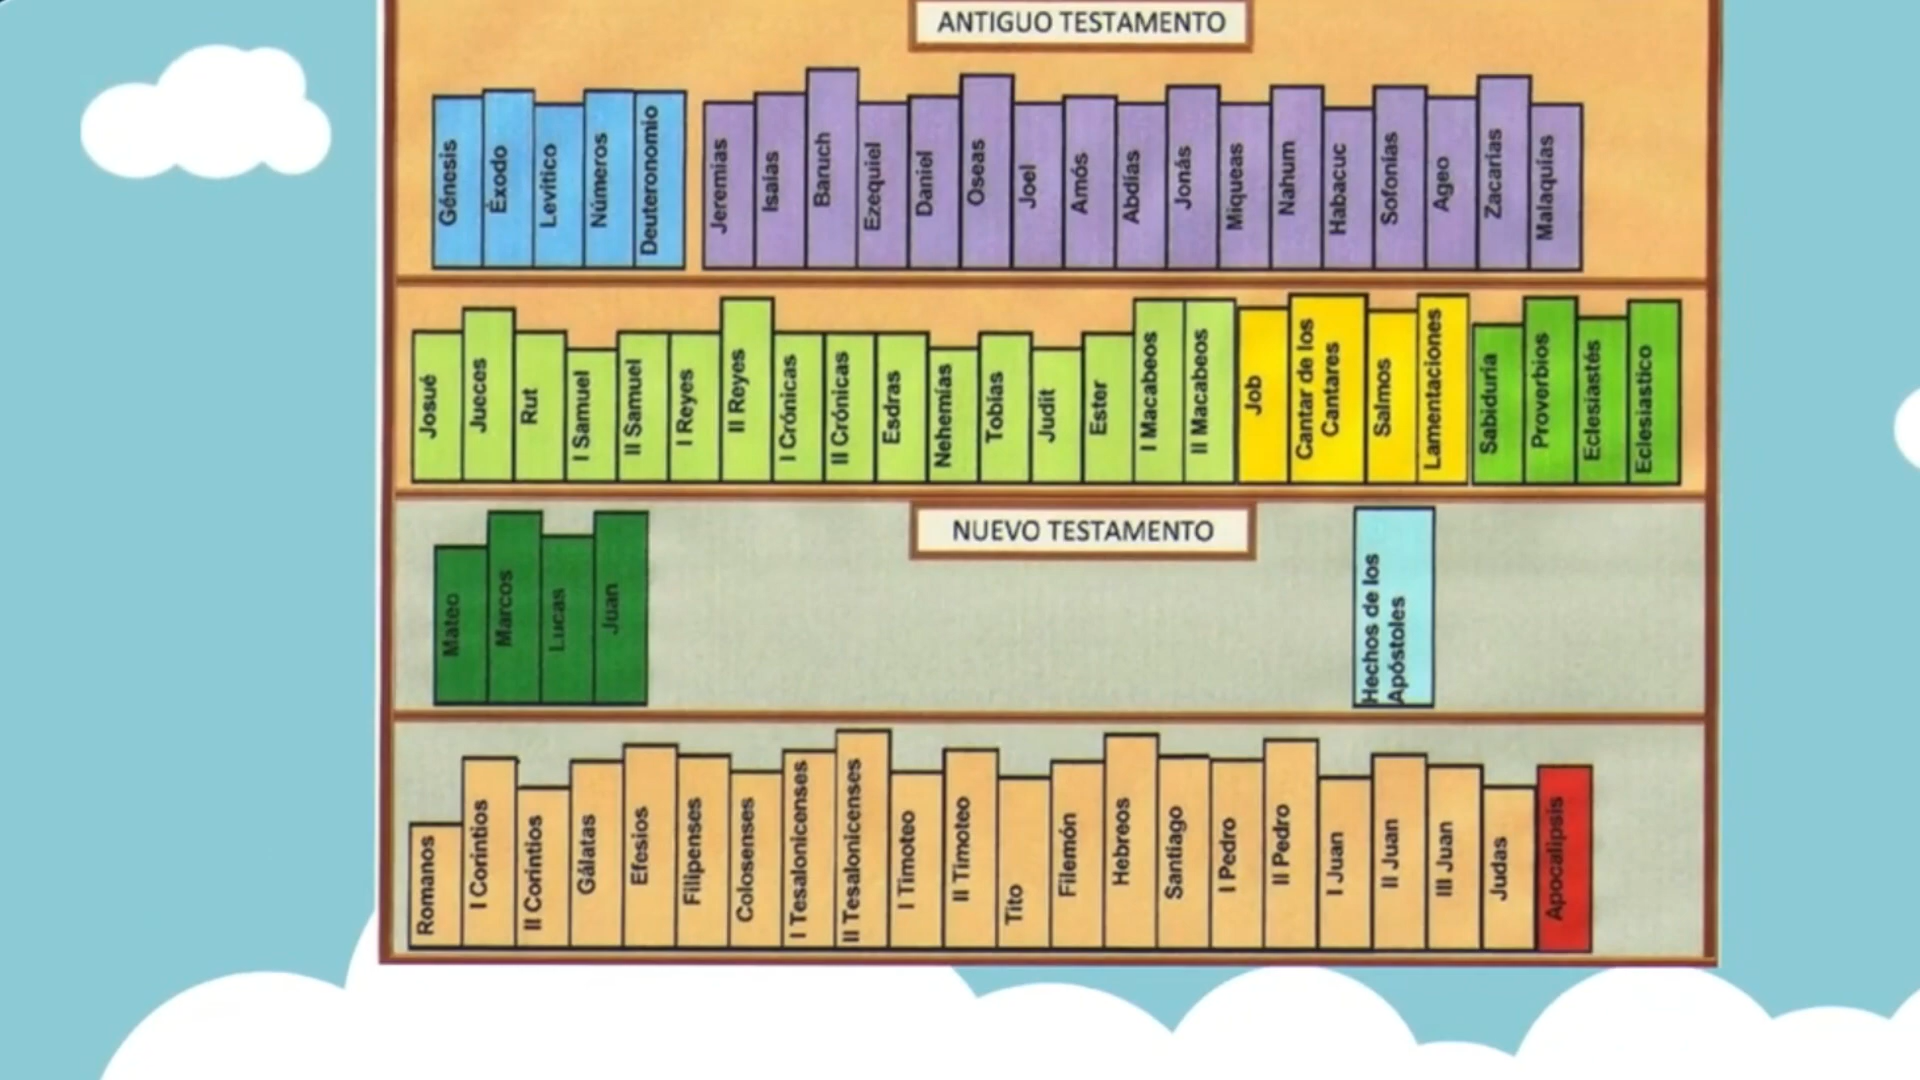 ANTIGUO TESTAMENTO
Génesis
Éxodo
Levítico
Números
Deuteronomio
Jeremías
Isaías
Baruch
Ezequiel
Daniel
Oseas
Joel
Amós
Abdías
Jonás
Miqueas
Nahum
Habacuc
Sofonías
Ageo
Zacarías
Malaquías
Josué
Jueces
Rut
I Samuel
II Samuel
I Reyes
II Reyes
I Crónicas
II Crónicas
Esdras
Nehemías
Tobías
Judit
Ester
I Macabeos
II Macabeos
Job
Cantar de los
Cantares
Salmos
Lamentaciones
Sabiduría
Proverbios
Eclesiastés
Eclesiastico
NUEVO TESTAMENTO
Mateo
Marcos
Lucas
Juan
Hechos de los
Apóstoles
Romanos
I Corintios
II Corintios
Gálatas
Efesios
Filipenses
Colosenses
I Tesalonicenses
II Tesalonicenses
I Timoteo
II Timoteo
Tito
Filemón
Hebreos
Santiago
I Pedro
II Pedro
I Juan
II Juan
III Juan
Judas
Apocalipsis